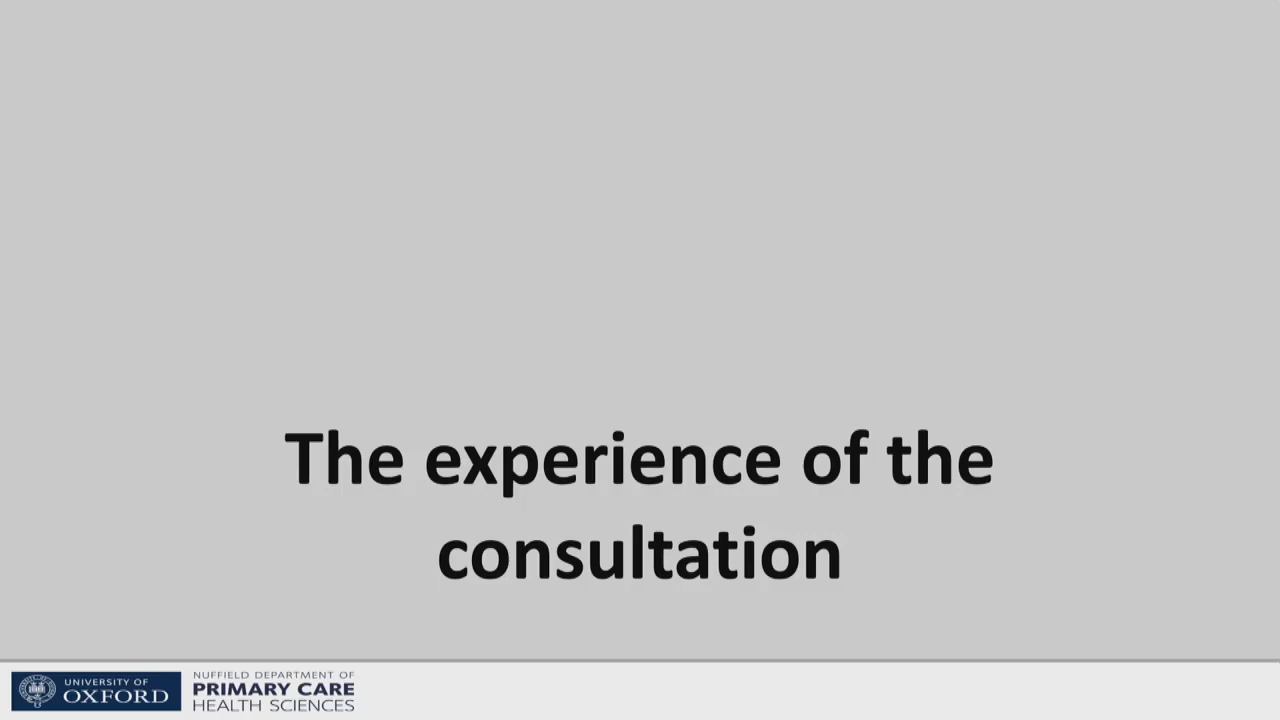 The experience of the
consultation
UNIVERSITY OF
OXFORD
NUFFIELD DEPARTMENT OF
PRIMARY CARE
HEALTH SCIENCES